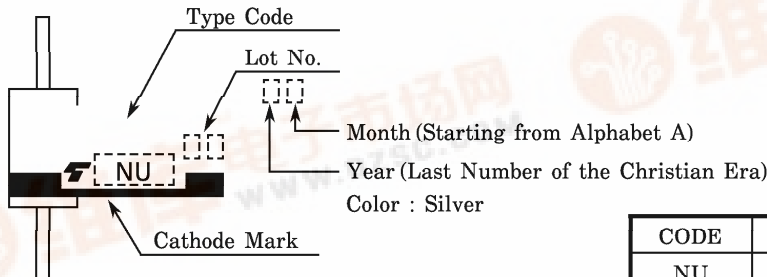 Type Code
Lot No.
Month (Starting from Alphabet A)
NU
Year (Last Number of the Christian Era)
Color : Silver
Cathode Mark
CODE
NU